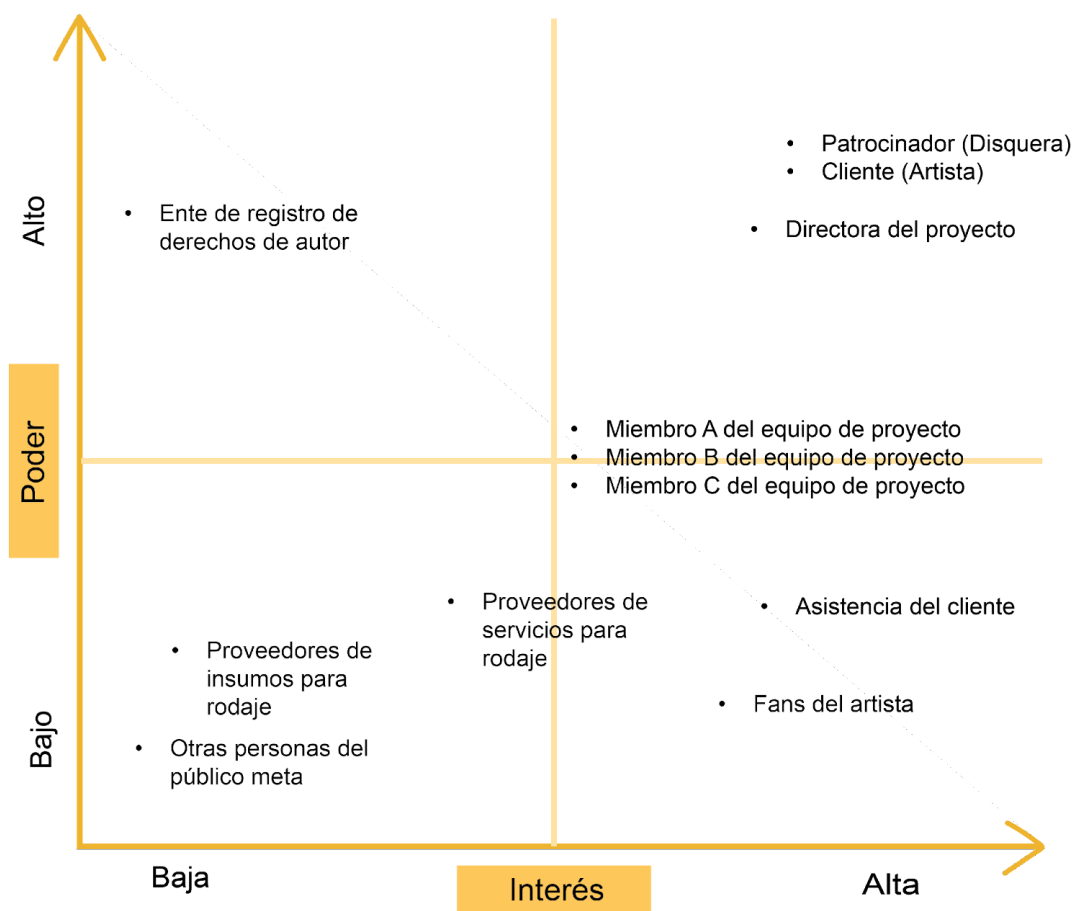 • Patrocinador (Disquera)
• Cliente (Artista)
Alto
• Ente de registro de
derechos de autor
• Directora del proyecto
Poder
• Miembro A del equipo de proyecto
• Miembro B del equipo de proyecto
• Miembro C del equipo de proyecto
• Proveedores de
servicios para
rodaje
• Asistencia del cliente
• Proveedores de
insumos para
rodaje
• Fans del artista
Bajo
• Otras personas del
público meta
Baja
Interés
Alta